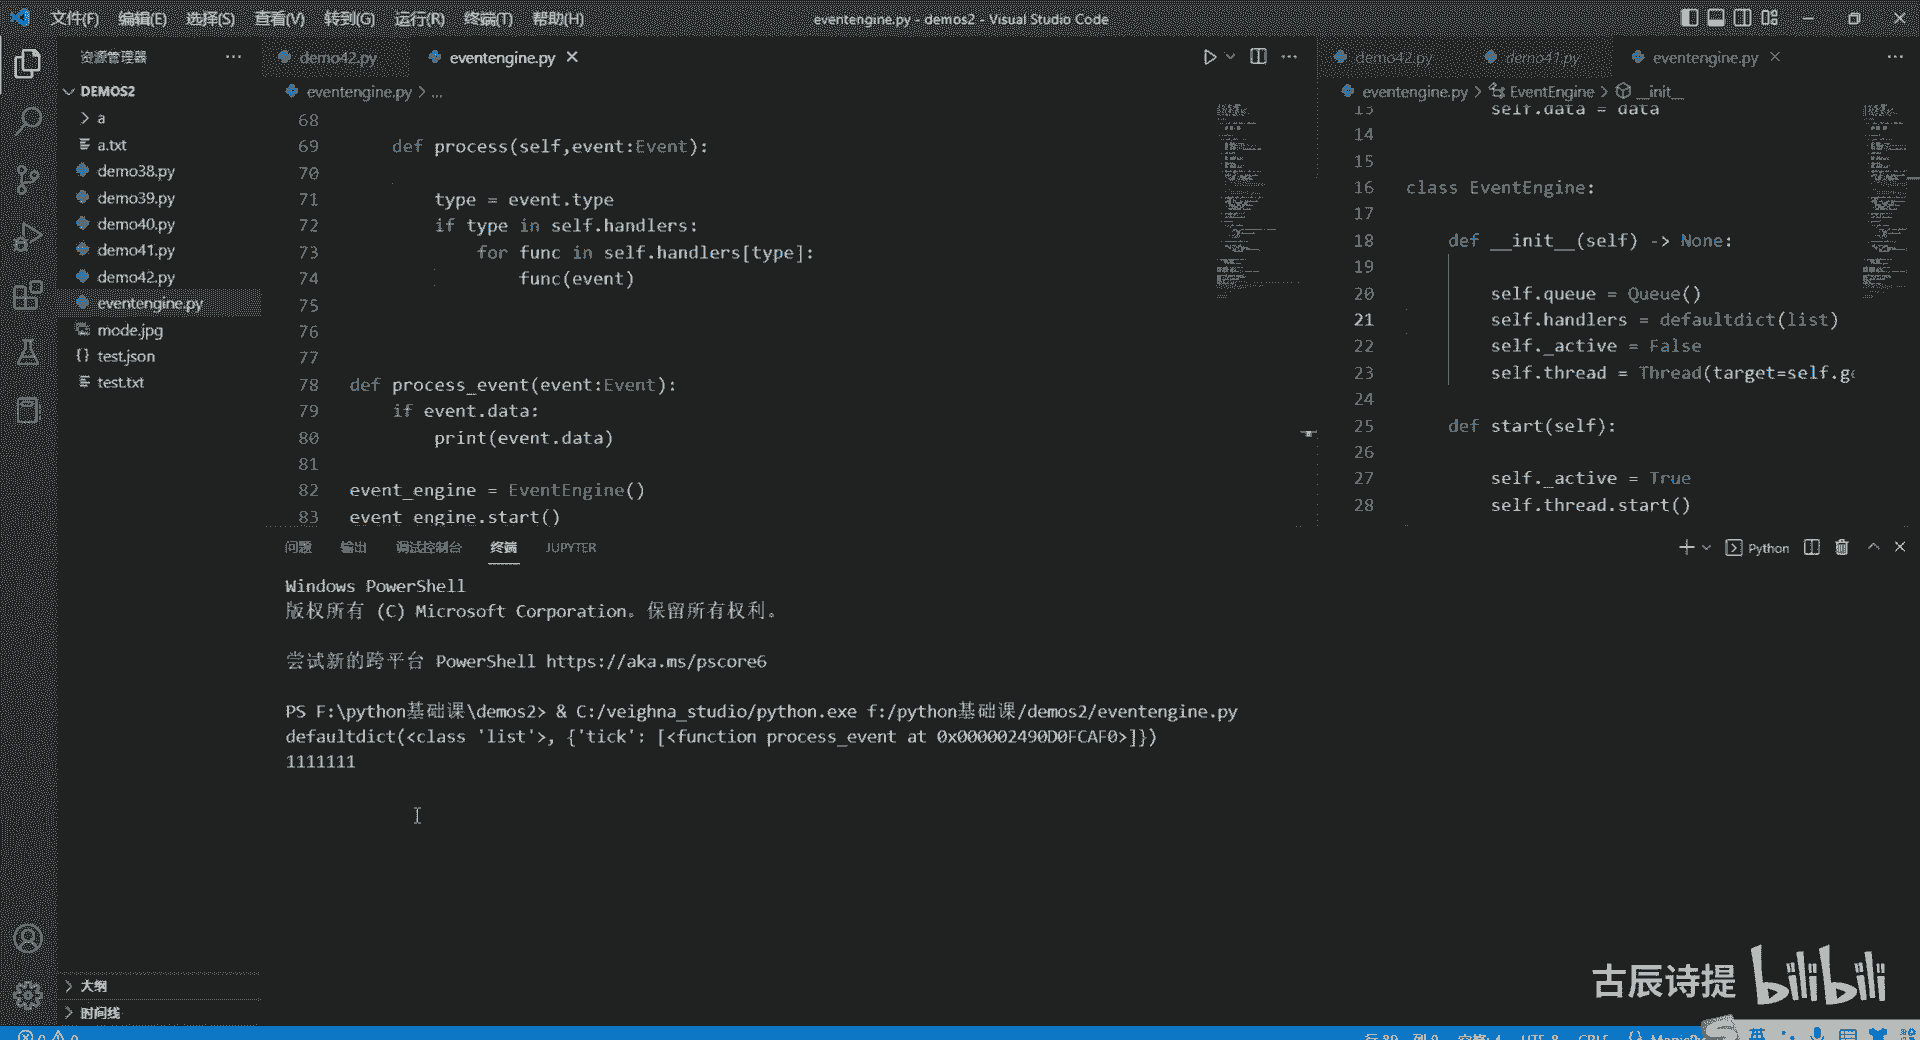 文件(F) 编辑(E) 选择(S) 查看(V) 转到(G) 运行(R) 终端(T) 帮助(H) eventengine.py - demos2 - Visual Studio Code
资源管理器
DEMOS2
a
a.txt
demo38.py
demo39.py
demo40.py
demo41.py
demo42.py
eventengine.py
mode.jpg
test.json
test.txt
大纲
时间线
demo42.py eventengine.py
eventengine.py > ...
68
69 def process(self,event:Event):
70
71 type = event.type
72 if type in self.handlers:
73 for func in self.handlers[type]:
74 func(event)
75
76
77
78 def process_event(event:Event):
79 if event.data:
80 print(event.data)
81
82 event_engine = EventEngine()
83 event_engine.start()
demo42.py demo41.py eventengine.py
eventengine.py > EventEngine > __init__
13 self.data = data
14
15
16 class EventEngine:
17
18 def __init__(self) -> None:
19
20 self.queue = Queue()
21 self.handlers = defaultdict(list)
22 self._active = False
23 self.thread = Thread(target=self.ge
24
25 def start(self):
26
27 self._active = True
28 self.thread.start()
问题 输出 调试控制台 终端 JUPYTER
Python
Windows PowerShell
版权所有 (C) Microsoft Corporation。保留所有权利。
尝试新的跨平台 PowerShell https://aka.ms/pscore6
PS F:\python基础课\demos2> & C:/veighna_studio/python.exe f:/python基础课/demos2/eventengine.py
defaultdict(<class 'list'>, {'tick': [<function process_event at 0x000002490D0FCAF0>]})
1111111
古辰诗提 bilibili
英